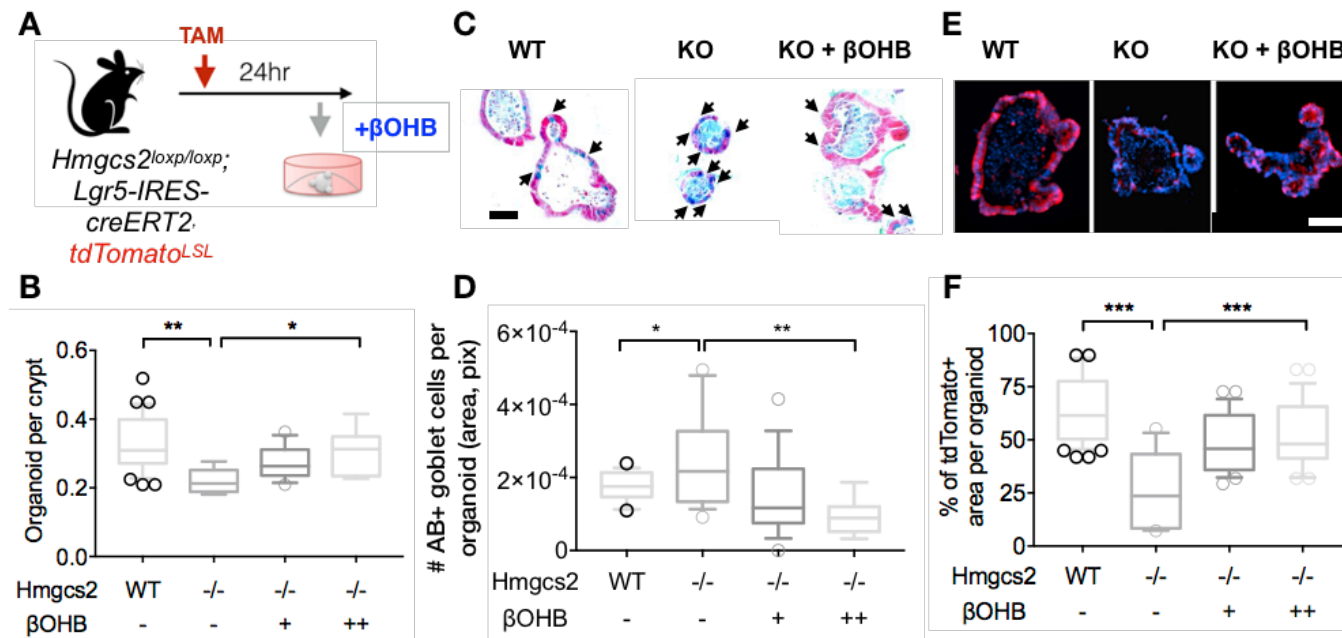 A
TAM
24hr
+βOHB
Hmgcs2loxp/loxp;
Lgr5-IRES-
creERT2,
tdTomatoLSL
C
WT KO KO + βOHB
E
WT KO KO + βOHB
B
Organoid per crypt
0.6
0.4
0.2
0.0
** *
Hmgcs2 WT -/- -/- -/-
βOHB - - + ++
D
# AB+ goblet cells per
organoid (area, pix)
6×10-4
4×10-4
2×10-4
0
* **
Hmgcs2 WT -/- -/- -/-
βOHB - - + ++
F
% of tdTomato+
area per organiod
100
75
50
25
0
*** ***
Hmgcs2 WT -/- -/- -/-
βOHB - - + ++